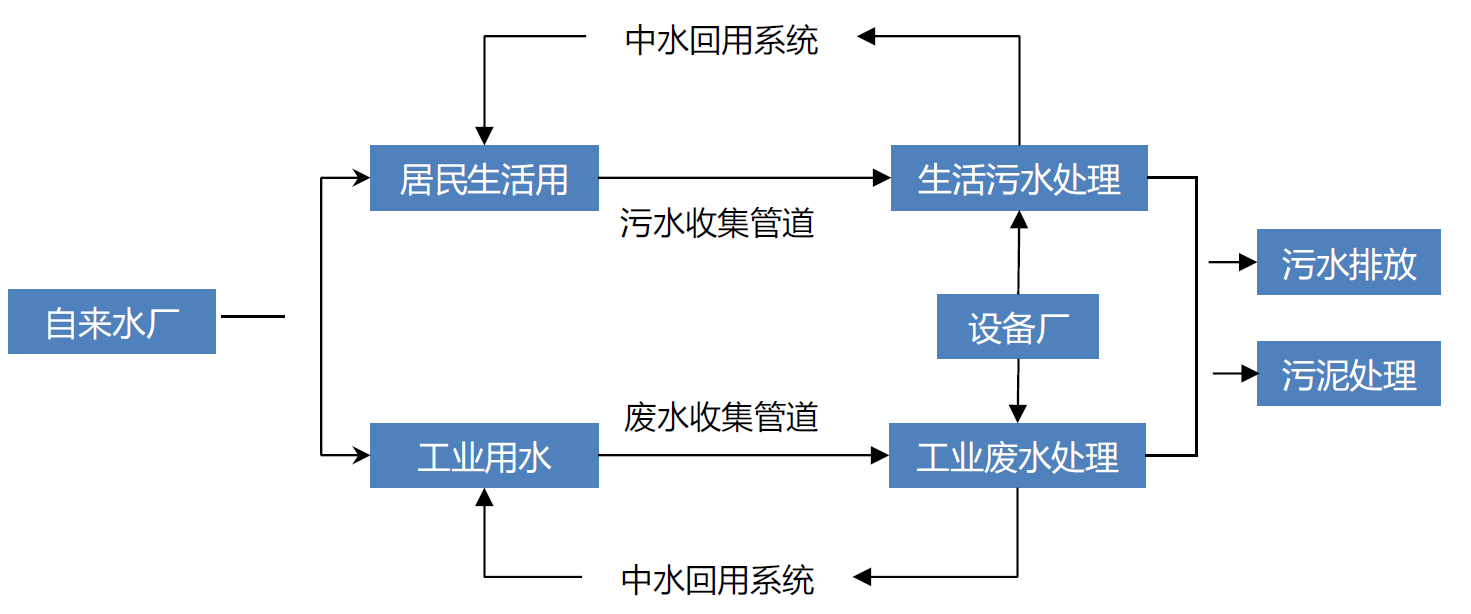 中水回用系统
居民生活用
生活污水处理
污水收集管道
污水排放
自来水厂
设备厂
污泥处理
废水收集管道
工业用水
工业废水处理
中水回用系统